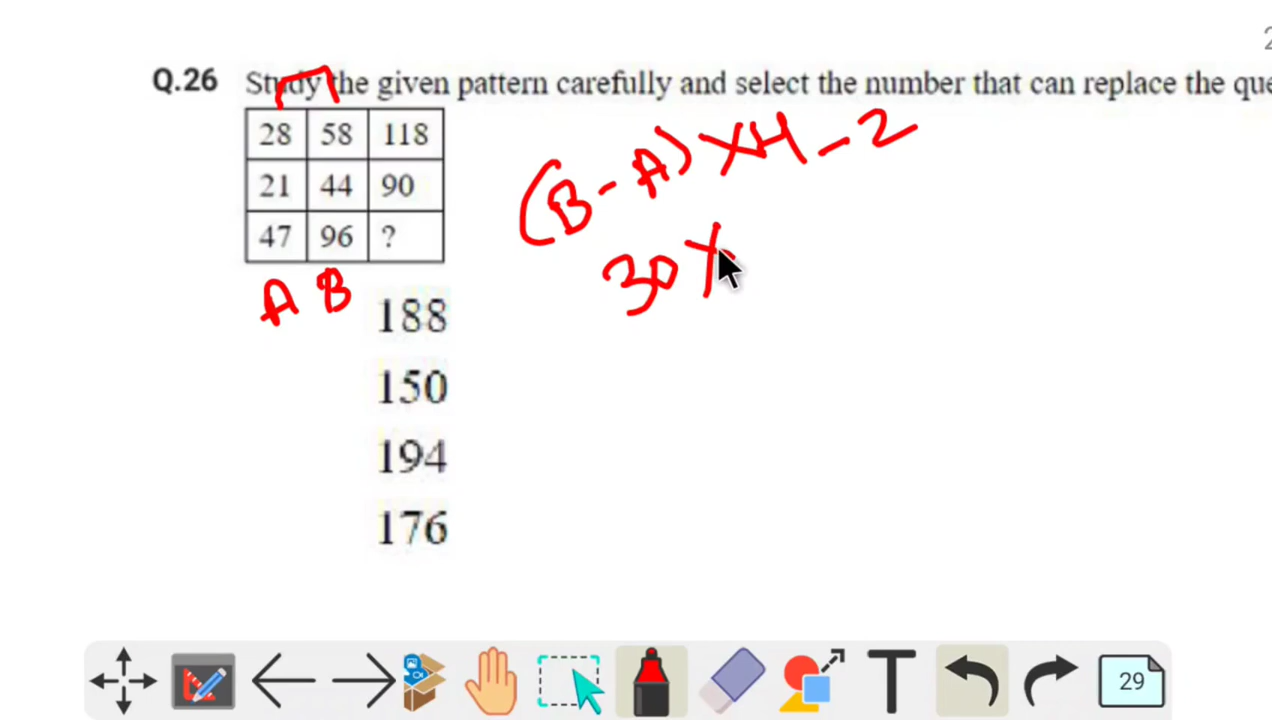 2
Q.26 Study the given pattern carefully and select the number that can replace the que
28 58 118
21 44 90
47 96 ?
(B-A)×4-2
30×
A B
188
150
194
176
T
29